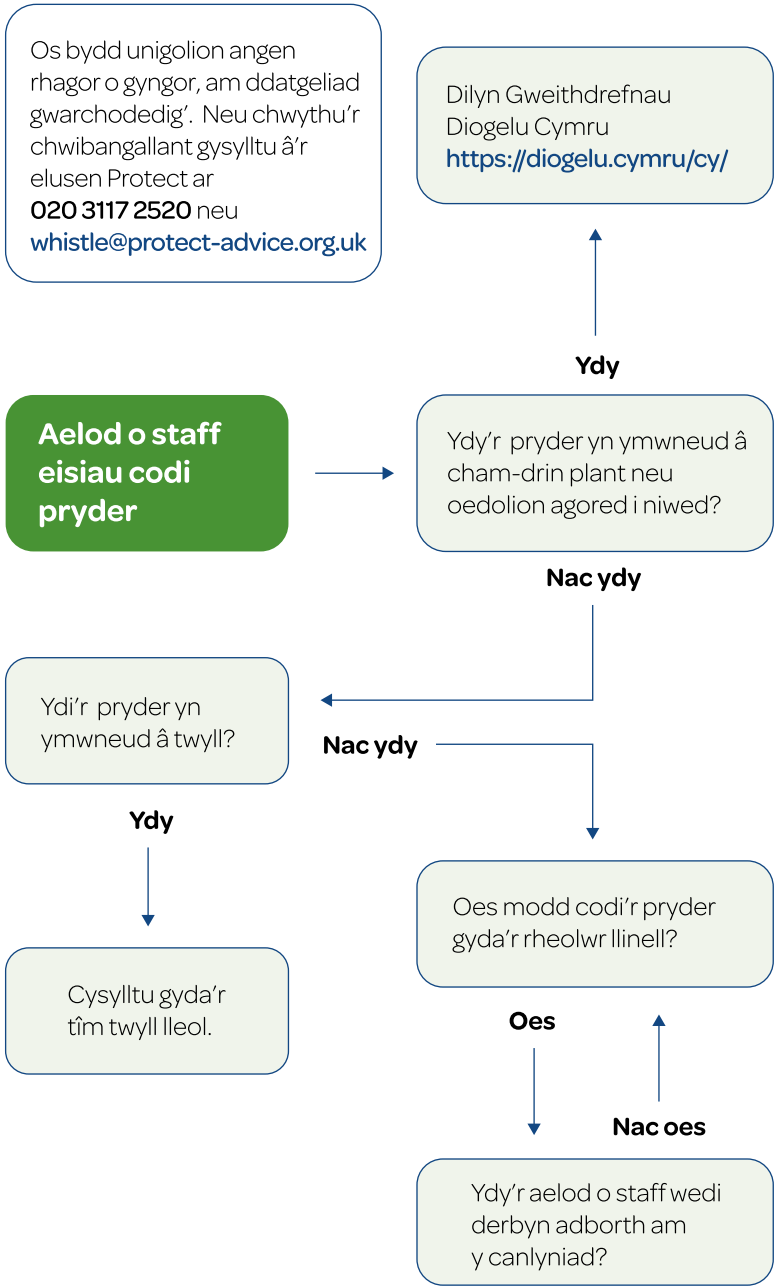 Os bydd unigolion angen
rhagor o gyngor, am ddatgeliad
gwarchodedig’. Neu chwythu’r
chwibangallant gysylltu â’r
elusen Protect ar
020 3117 2520 neu
whistle@protect-advice.org.uk
Dilyn Gweithdrefnau
Diogelu Cymru
https://diogelu.cymru/cy/
Ydy
Aelod o staff
eisiau codi
pryder
Ydy’r pryder yn ymwneud â
cham-drin plant neu
oedolion agored i niwed?
Nac ydy
Ydi’r pryder yn
ymwneud â twyll?
Nac ydy
Ydy
Oes modd codi’r pryder
gyda’r rheolwr llinell?
Cysylltu gyda’r
tîm twyll lleol.
Oes
Nac oes
Ydy’r aelod o staff wedi
derbyn adborth am
y canlyniad?